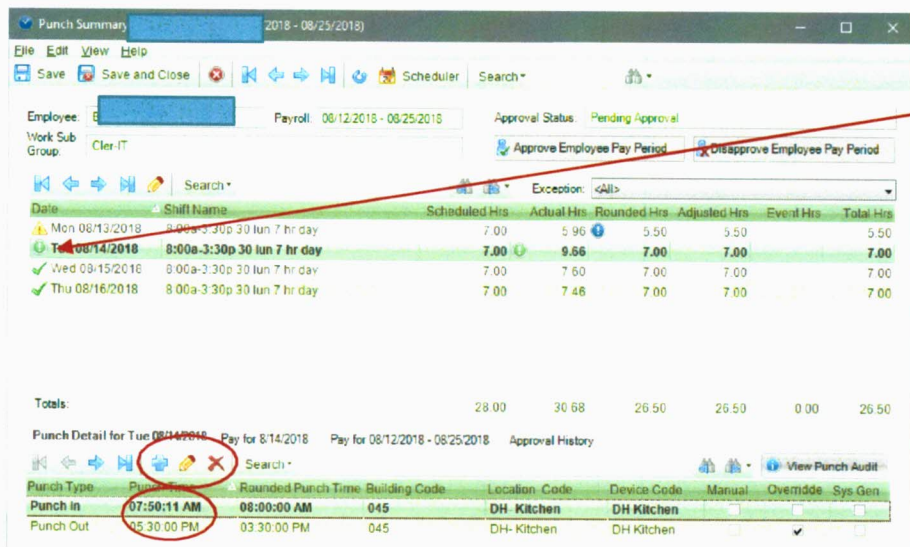 Punch Summary 2018 - 08/25/2018)
File Edit View Help
Save Save and Close Scheduler Search
Employee: Payroll: 08/12/2018 - 08/25/2018 Approval Status: Pending Approval
Work Sub Group: Cler-IT Approve Employee Pay Period Disapprove Employee Pay Period
Search Exception: <All>
Date Shift Name Scheduled Hrs Actual Hrs Rounded Hrs Adjusted Hrs Event Hrs Total Hrs
Mon 08/13/2018 8:00a-3:30p 30 lun 7 hr day 7.00 5.96 5.50 5.50 5.50
Tue 08/14/2018 8:00a-3:30p 30 lun 7 hr day 7.00 9.66 7.00 7.00 7.00
Wed 08/15/2018 8:00a-3:30p 30 lun 7 hr day 7.00 7.60 7.00 7.00 7.00
Thu 08/16/2018 8:00a-3:30p 30 lun 7 hr day 7.00 7.46 7.00 7.00 7.00
Totals: 28.00 30.68 26.50 26.50 0.00 26.50
Punch Detail for Tue 08/14/2018 Pay for 8/14/2018 Pay for 08/12/2018 - 08/25/2018 Approval History
Search View Punch Audit
Punch Type Punch Time Rounded Punch Time Building Code Location Code Device Code Manual Override Sys Gen
Punch In 07:50:11 AM 08:00:00 AM 045 DH- Kitchen DH Kitchen
Punch Out 05:30:00 PM 03:30:00 PM 045 DH- Kitchen DH Kitchen